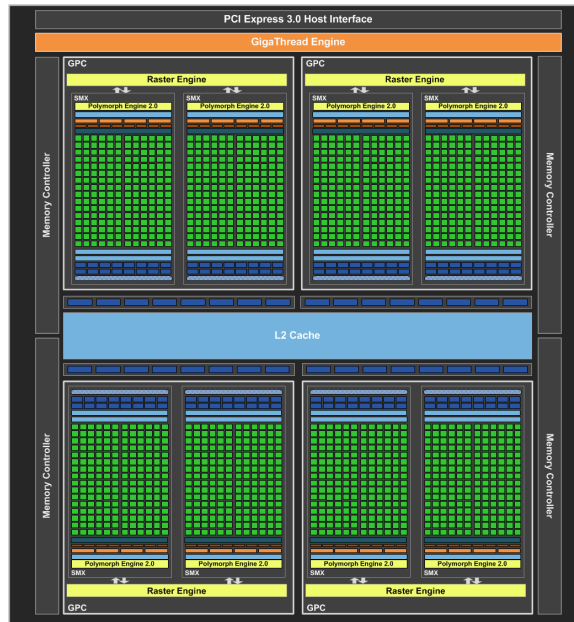 PCI Express 3.0 Host Interface
GigaThread Engine
GPC
GPC
Raster Engine
Raster Engine
SMX
SMX
SMX
SMX
Polymorph Engine 2.0
Polymorph Engine 2.0
Polymorph Engine 2.0
Polymorph Engine 2.0
Memory Controller
Memory Controller
L2 Cache
Memory Controller
Memory Controller
Polymorph Engine 2.0
Polymorph Engine 2.0
Polymorph Engine 2.0
Polymorph Engine 2.0
SMX
SMX
SMX
SMX
Raster Engine
Raster Engine
GPC
GPC